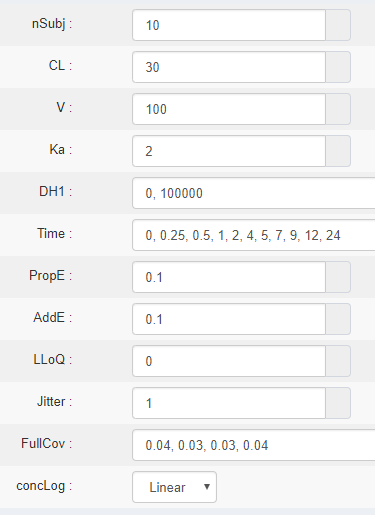 nSubj : 10
CL : 30
V : 100
Ka : 2
DH1 : 0, 100000
Time : 0, 0.25, 0.5, 1, 2, 4, 5, 7, 9, 12, 24
PropE : 0.1
AddE : 0.1
LLoQ : 0
Jitter : 1
FullCov : 0.04, 0.03, 0.03, 0.04
concLog : Linear